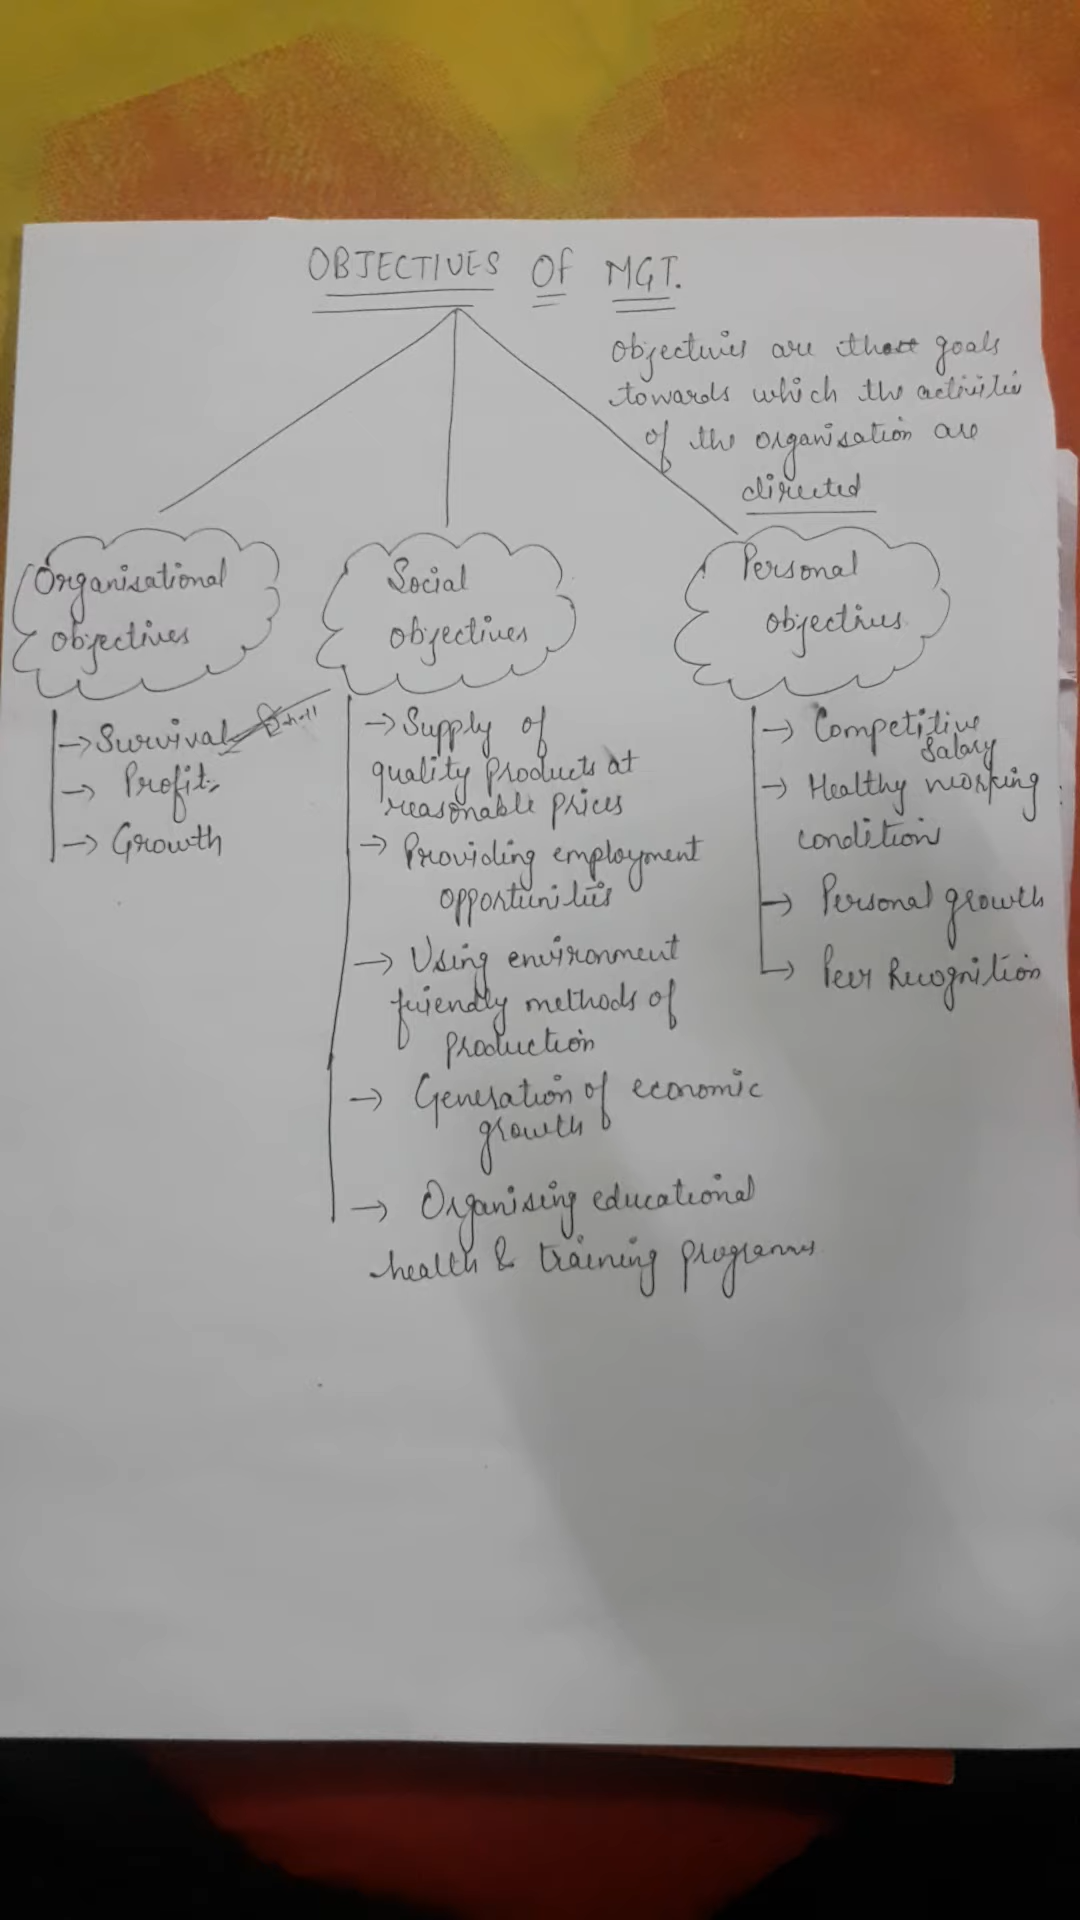 OBJECTIVES Of MGT.
Objectives are those goals
towards which the activities
of the organisation are
directed
Organisational
objectives
→ Survival
→ Profit
→ Growth
Social
objectives
→ Supply of
quality products at
reasonable prices
→ Providing employment
opportunities
→ Using environment
friendly methods of
production
→ Generation of economic
growth
→ Organising educational
health & training programms
Personal
objectives
→ Competitive
Salary
→ Healthy working
condition
→ Personal growth
→ Peer Recognition